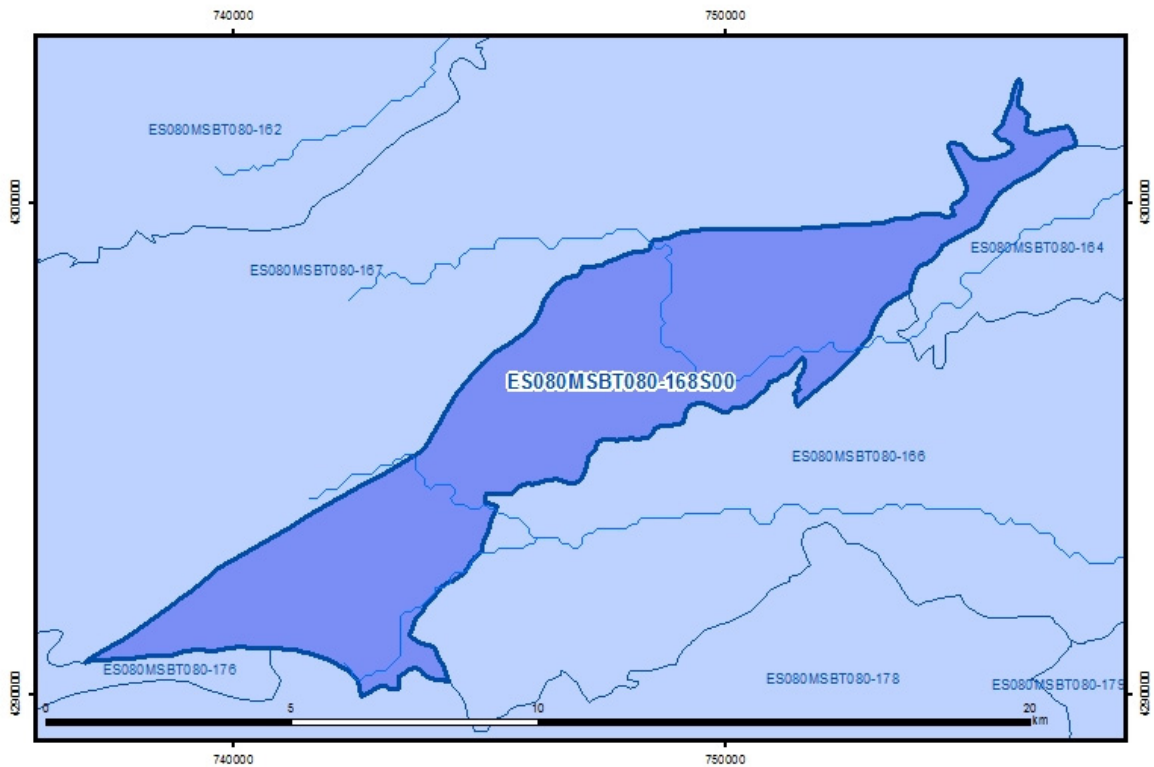 740000 750000
ES080MSBT080-162
4300000 4300000
ES080MSBT080-164
ES080MSBT080-167
ES080MSBT080-168S00
ES080MSBT080-166
ES080MSBT080-176
ES080MSBT080-178
ES080MSBT080-179
4290000 4290000
0 5 10 20
km
740000 750000